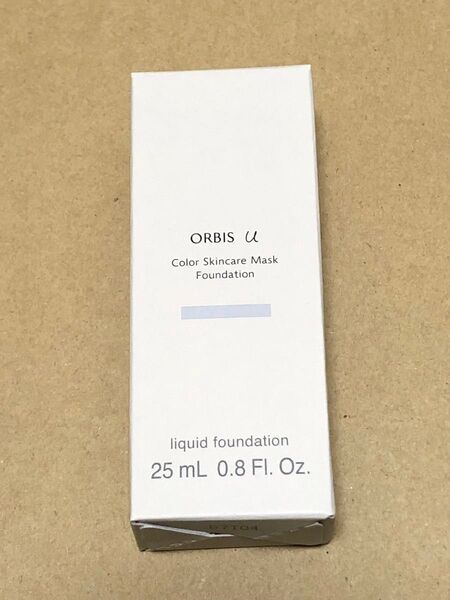 ORBIS u
Color Skincare Mask
Foundation
liquid foundation
25 mL 0.8 Fl. Oz.